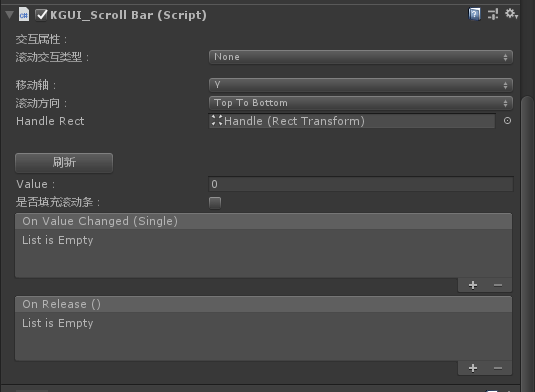 KGUI_Scroll Bar (Script)
交互属性：
滚动交互类型： None
移动轴： Y
滚动方向： Top To Bottom
Handle Rect Handle (Rect Transform)
刷新
Value : 0
是否填充滚动条：
On Value Changed (Single)
List is Empty
On Release ()
List is Empty